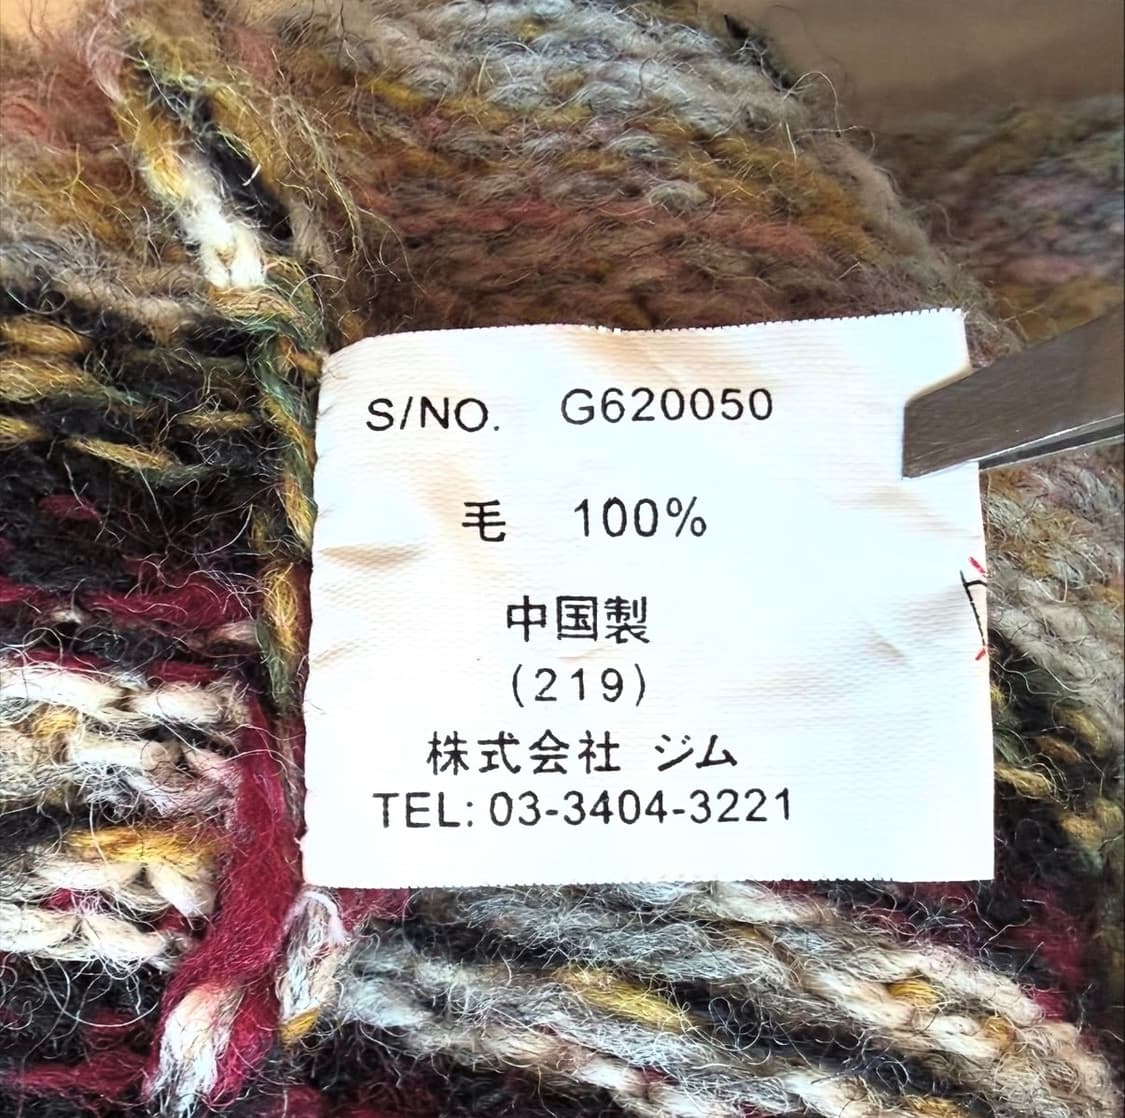 S/NO. G620050
毛 100%
中国製
(219)
株式会社 ジム
TEL: 03-3404-3221